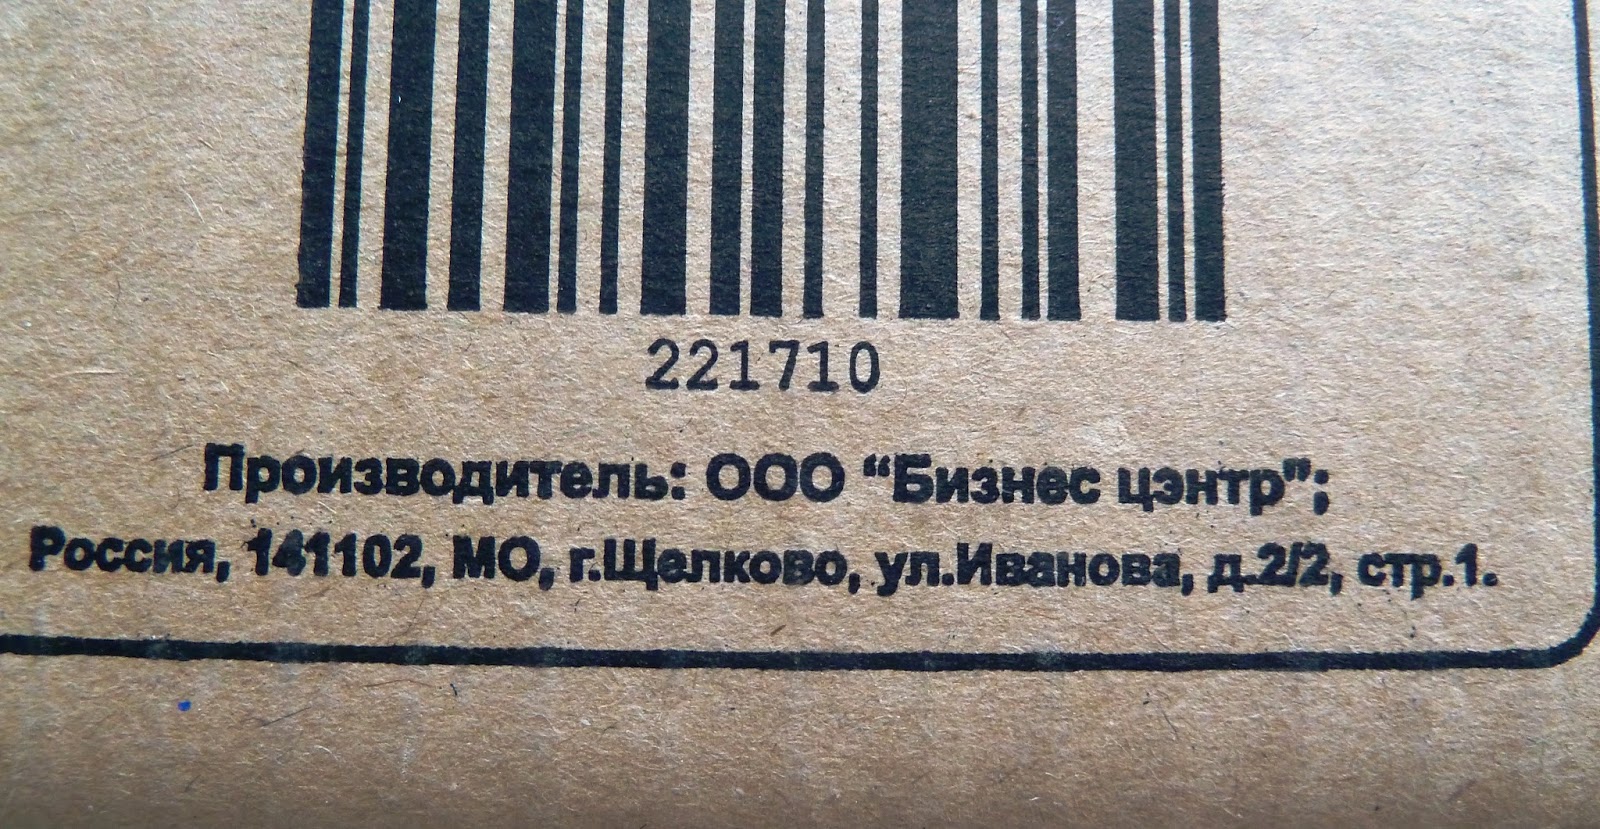 221710
Производитель: ООО “Бизнес цэнтр";
Россия, 141102, МО, г.Щелково, ул.Иванова, д.2/2, стр.1.